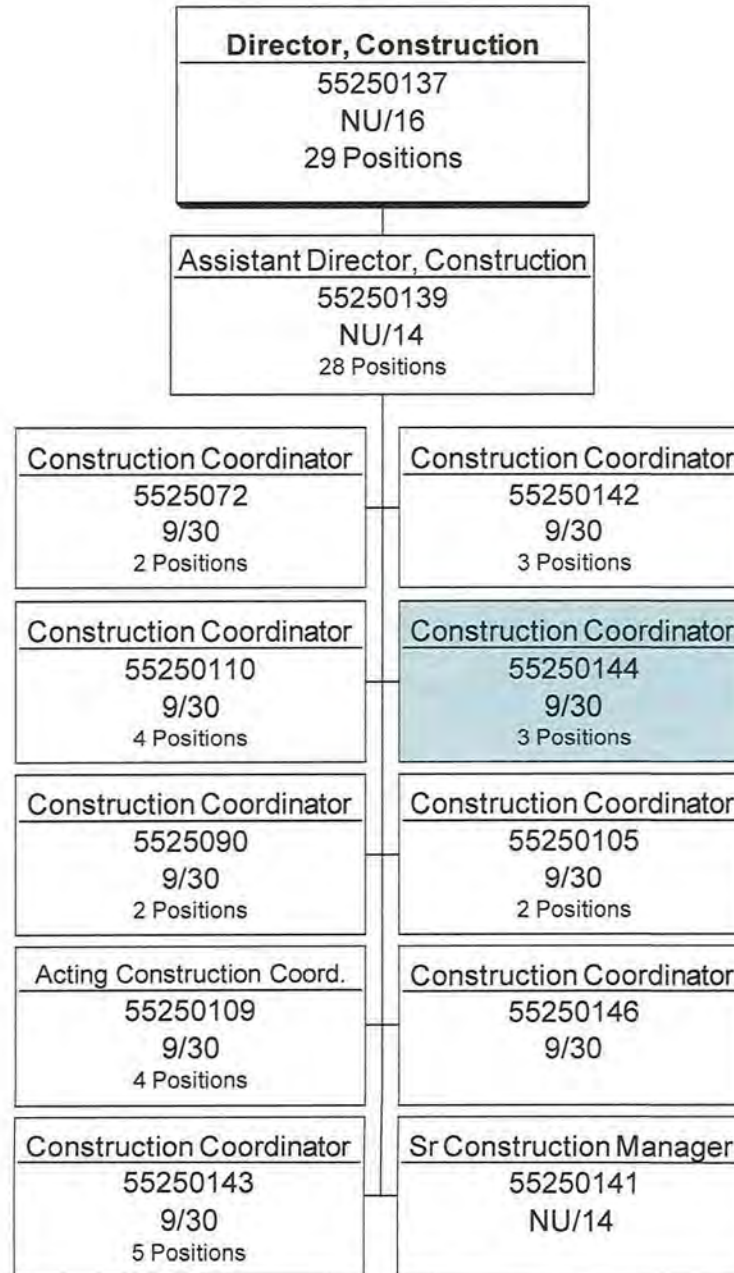 Director, Construction
55250137
NU/16
29 Positions
Assistant Director, Construction
55250139
NU/14
28 Positions
Construction Coordinator
5525072
9/30
2 Positions
Construction Coordinator
55250142
9/30
3 Positions
Construction Coordinator
55250110
9/30
4 Positions
Construction Coordinator
55250144
9/30
3 Positions
Construction Coordinator
5525090
9/30
2 Positions
Construction Coordinator
55250105
9/30
2 Positions
Acting Construction Coord.
55250109
9/30
4 Positions
Construction Coordinator
55250146
9/30
Construction Coordinator
55250143
9/30
5 Positions
Sr Construction Manager
55250141
NU/14